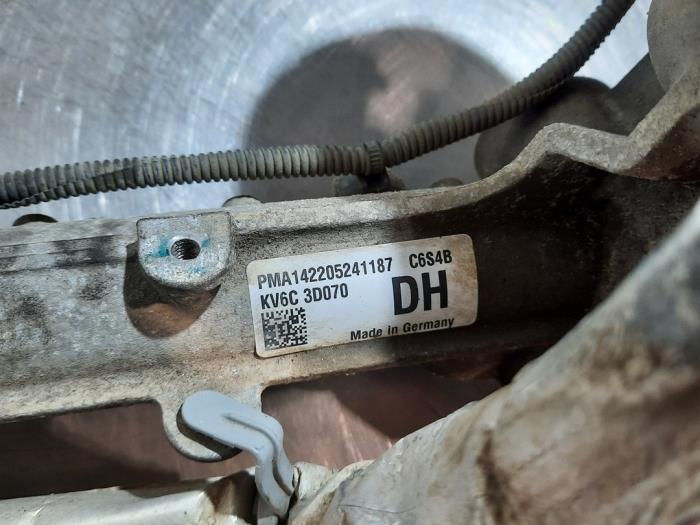 PMA142205241187 C6S4B
KV6C 3D070
DH
Made in Germany